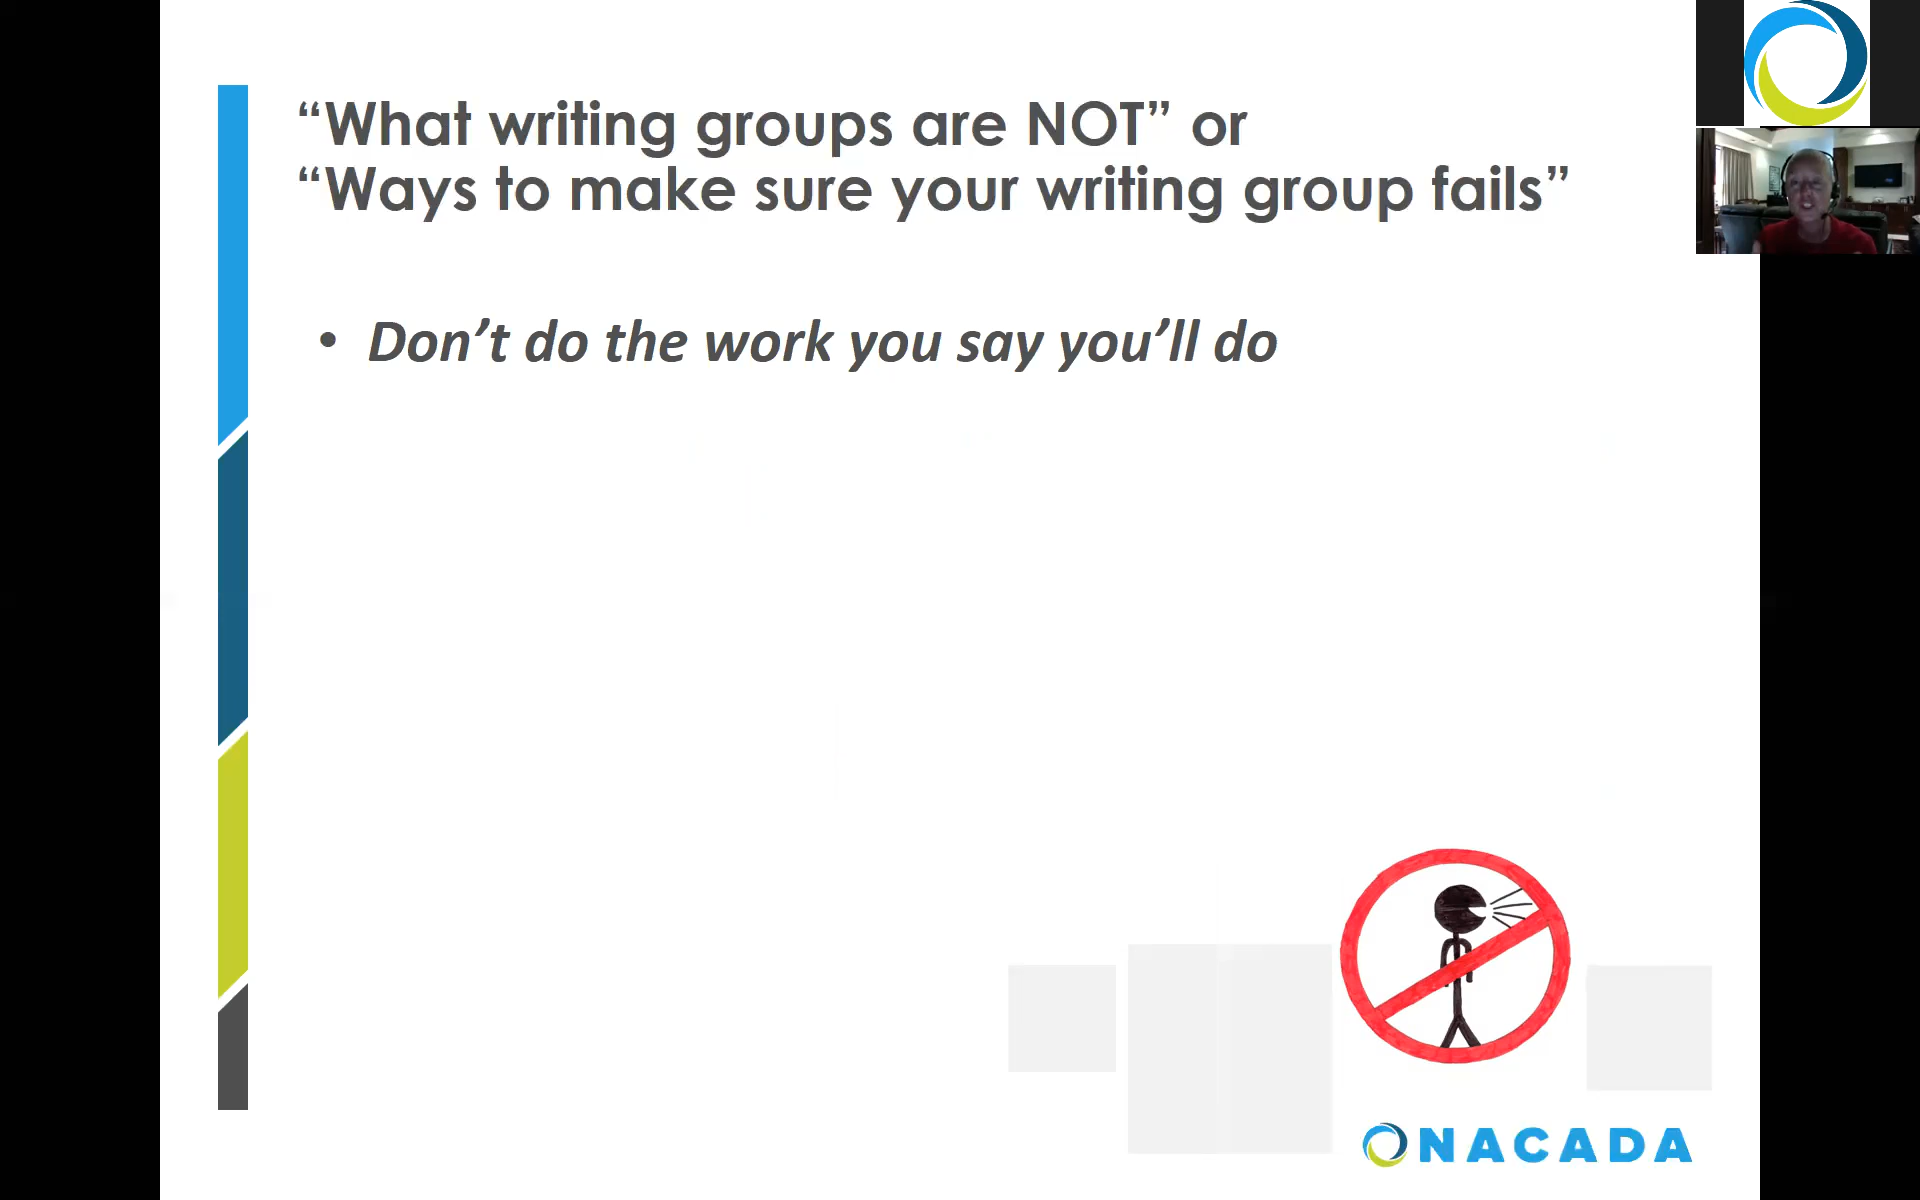 “What writing groups are NOT” or
“Ways to make sure your writing group fails”
• Don’t do the work you say you’ll do
NACADA